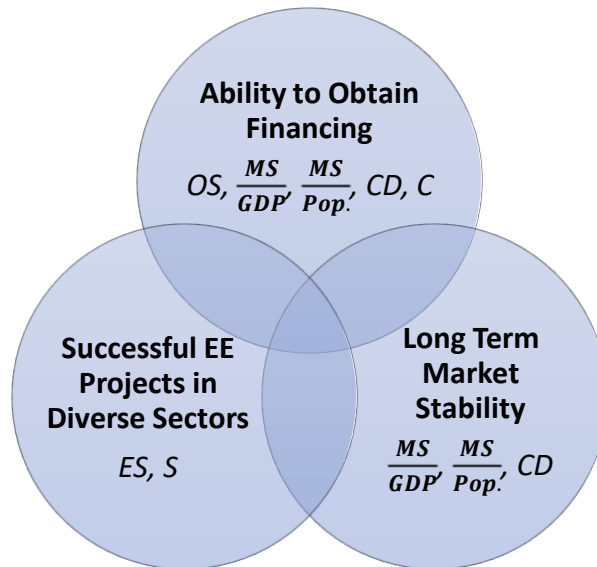 Ability to Obtain
Financing
OS, MS/GDP, MS/Pop., CD, C
Successful EE
Projects in
Diverse Sectors
ES, S
Long Term
Market
Stability
MS/GDP, MS/Pop., CD